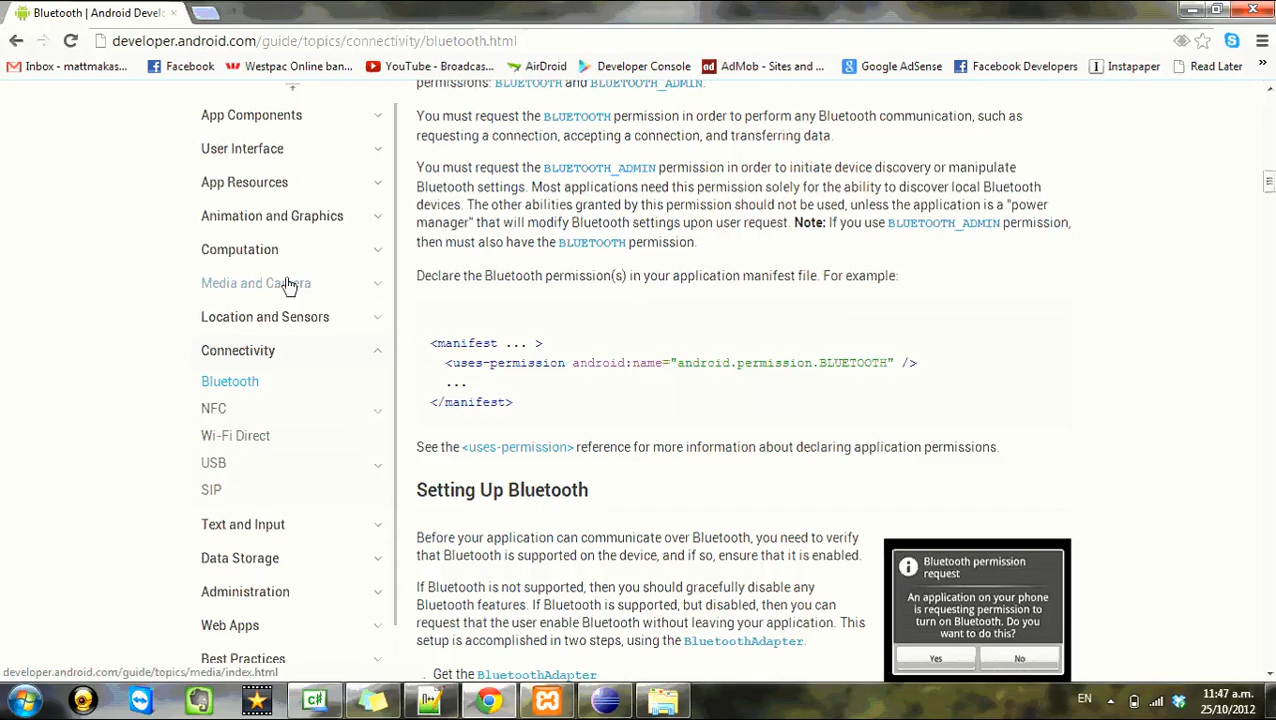 Bluetooth | Android Devel
developer.android.com/guide/topics/connectivity/bluetooth.html
Inbox - mattmakas... Facebook Westpac Online ban... YouTube - Broadcas... AirDroid Developer Console AdMob - Sites and ... Google AdSense Facebook Developers Instapaper Read Later
App Components
User Interface
App Resources
Animation and Graphics
Computation
Media and Camera
Location and Sensors
Connectivity
Bluetooth
NFC
Wi-Fi Direct
USB
SIP
Text and Input
Data Storage
Administration
Web Apps
Best Practices
permissions: BLUETOOTH and BLUETOOTH_ADMIN.
You must request the BLUETOOTH permission in order to perform any Bluetooth communication, such as
requesting a connection, accepting a connection, and transferring data.
You must request the BLUETOOTH_ADMIN permission in order to initiate device discovery or manipulate
Bluetooth settings. Most applications need this permission solely for the ability to discover local Bluetooth
devices. The other abilities granted by this permission should not be used, unless the application is a "power
manager" that will modify Bluetooth settings upon user request. Note: If you use BLUETOOTH_ADMIN permission,
then must also have the BLUETOOTH permission.
Declare the Bluetooth permission(s) in your application manifest file. For example:
<manifest ... >
<uses-permission android:name="android.permission.BLUETOOTH" />
...
</manifest>
See the <uses-permission> reference for more information about declaring application permissions.
Setting Up Bluetooth
Before your application can communicate over Bluetooth, you need to verify
that Bluetooth is supported on the device, and if so, ensure that it is enabled.
If Bluetooth is not supported, then you should gracefully disable any
Bluetooth features. If Bluetooth is supported, but disabled, then you can
request that the user enable Bluetooth without leaving your application. This
setup is accomplished in two steps, using the BluetoothAdapter.
. Get the BluetoothAdapter
Bluetooth permission
request
An application on your phone
is requesting permission to
turn on Bluetooth. Do you
want to do this?
Yes No
developer.android.com/guide/topics/media/index.html
EN
11:47 a.m.
25/10/2012